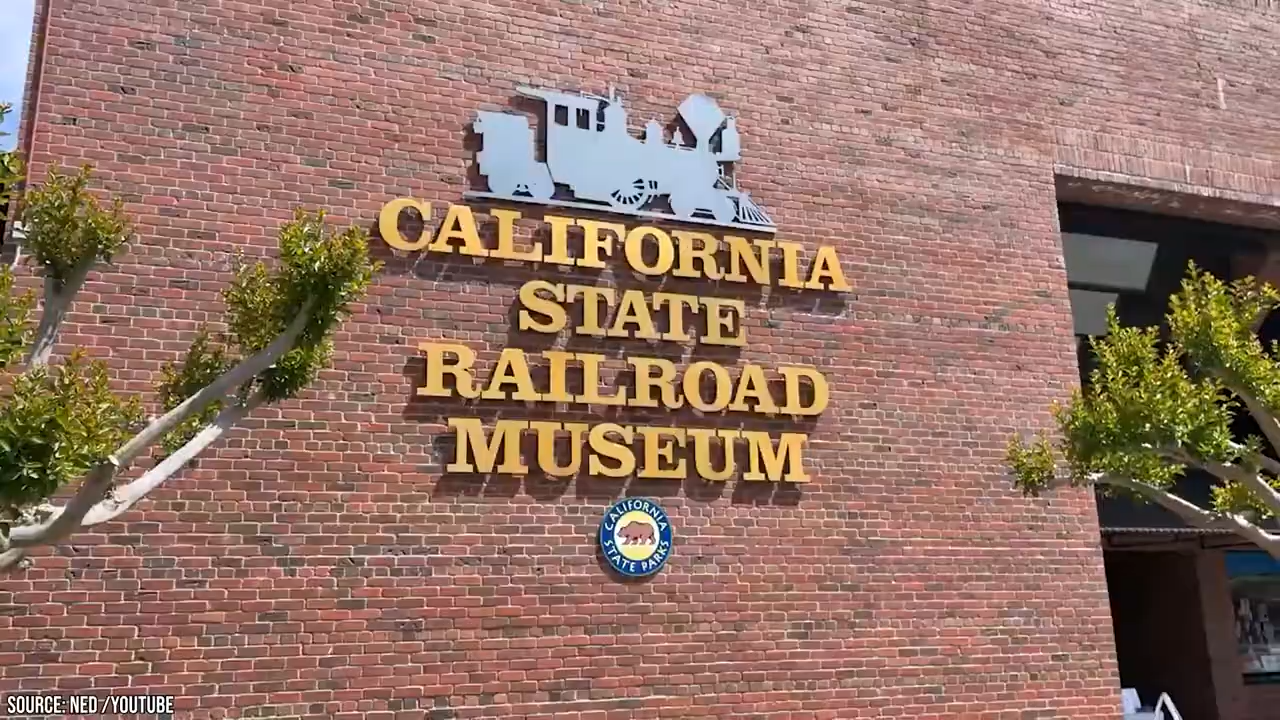 CALIFORNIA
STATE
RAILROAD
MUSEUM
CALIFORNIA
STATE PARKS
SOURCE: NED /YOUTUBE